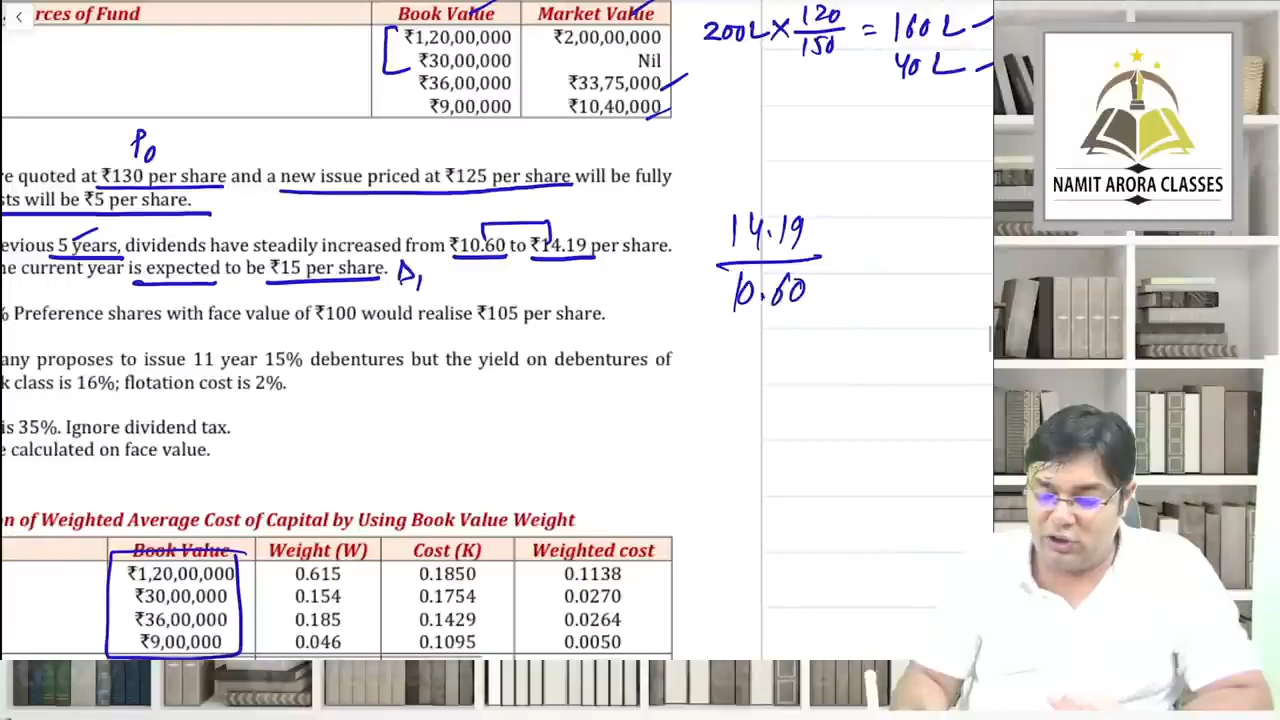 rces of Fund Book Value Market Value
₹1,20,00,000 ₹2,00,00,000
₹30,00,000 Nil
₹36,00,000 ₹33,75,000
₹9,00,000 ₹10,40,000
200L × 120/150 = 160 L
40 L
NAMIT ARORA CLASSES
P0
re quoted at ₹130 per share and a new issue priced at ₹125 per share will be fully
sts will be ₹5 per share.
evious 5 years, dividends have steadily increased from ₹10.60 to ₹14.19 per share.
ne current year is expected to be ₹15 per share. D1
14.19
10.60
% Preference shares with face value of ₹100 would realise ₹105 per share.
any proposes to issue 11 year 15% debentures but the yield on debentures of
k class is 16%; flotation cost is 2%.
is 35%. Ignore dividend tax.
e calculated on face value.
on of Weighted Average Cost of Capital by Using Book Value Weight
Book Value Weight (W) Cost (K) Weighted cost
₹1,20,00,000 0.615 0.1850 0.1138
₹30,00,000 0.154 0.1754 0.0270
₹36,00,000 0.185 0.1429 0.0264
₹9,00,000 0.046 0.1095 0.0050